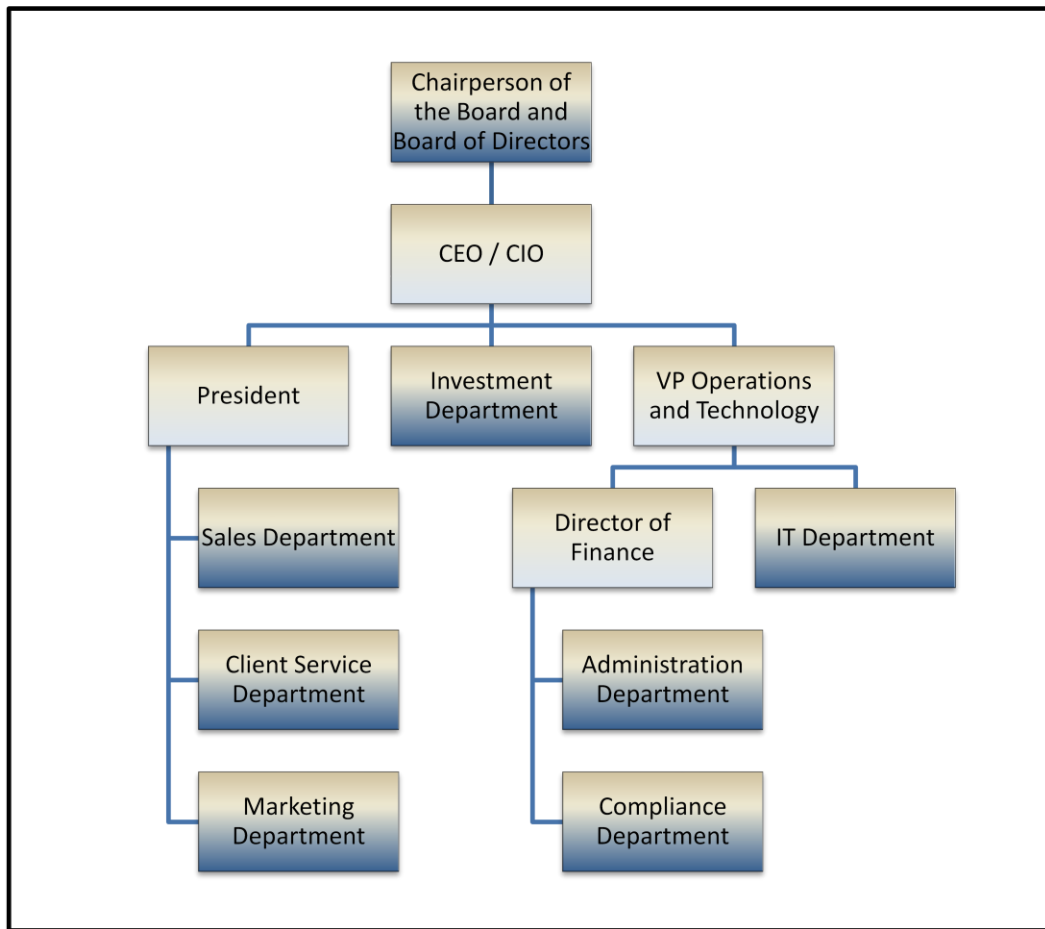 Chairperson of
the Board and
Board of Directors
CEO / CIO
President
Investment
Department
VP Operations
and Technology
Sales Department
Director of
Finance
IT Department
Client Service
Department
Administration
Department
Marketing
Department
Compliance
Department